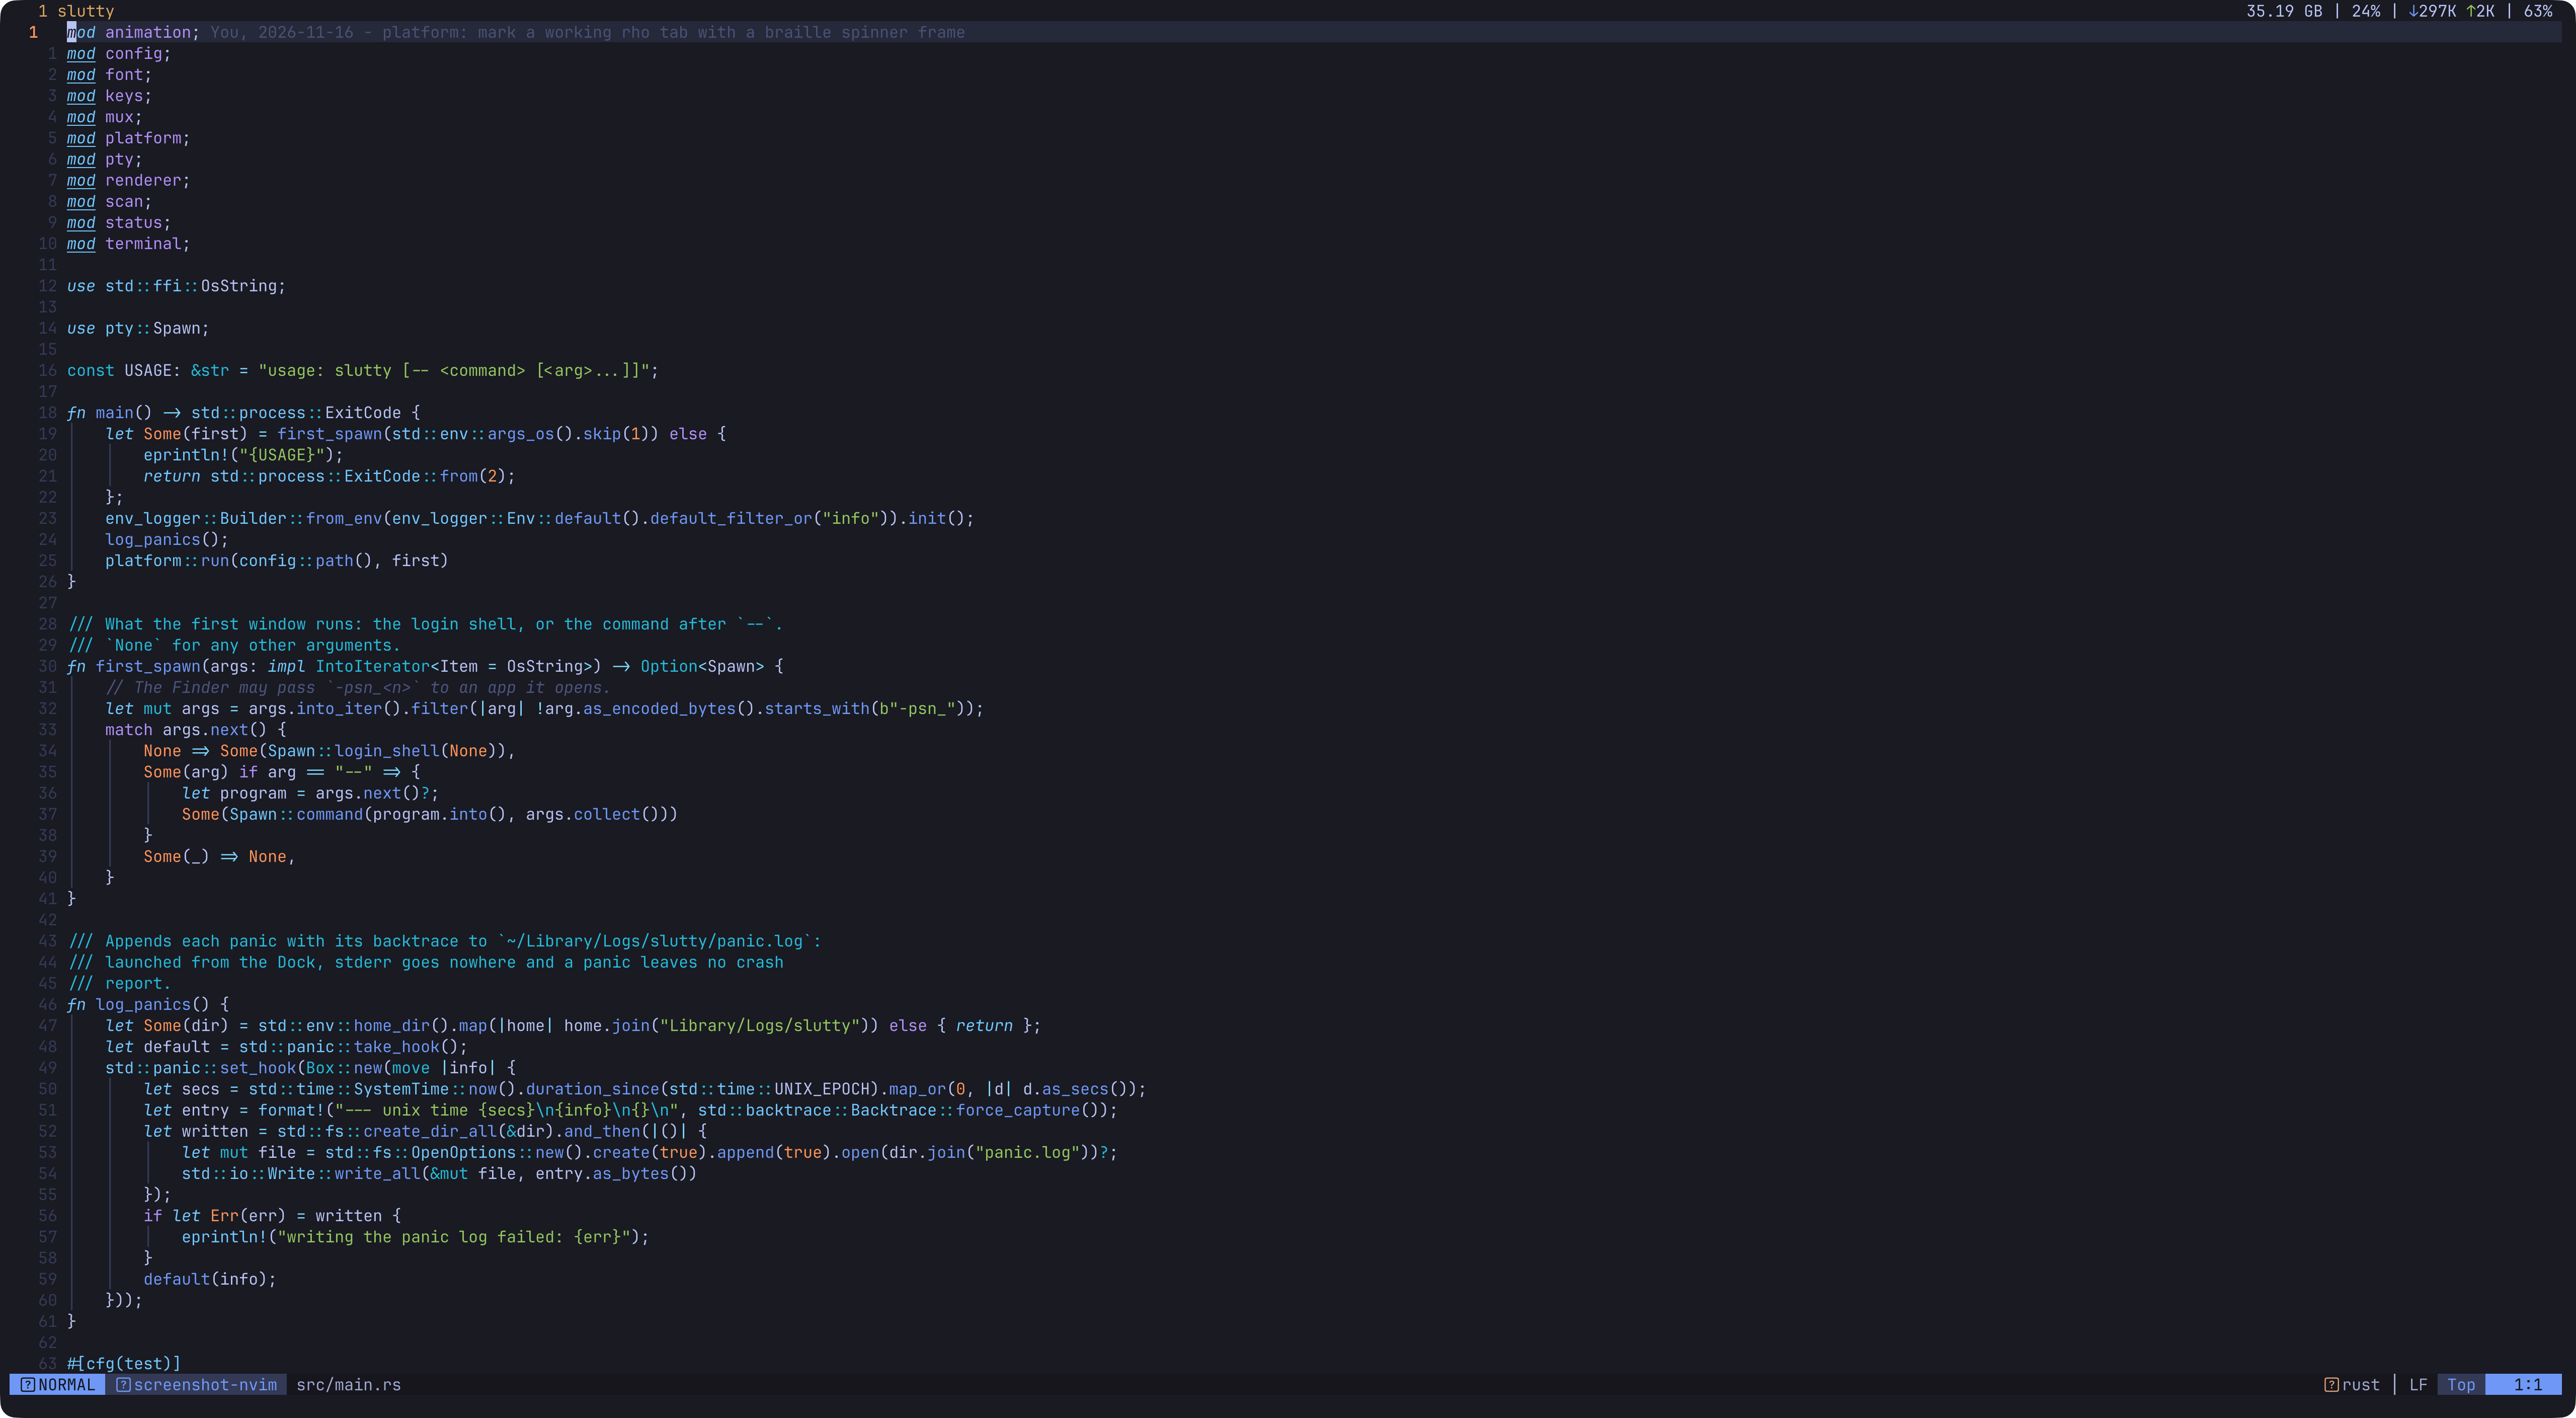 1 slutty 35.19 GB | 24% | ↓297K ↑2K | 63%
1 mod animation; You, 2026-11-16 - platform: mark a working rho tab with a braille spinner frame
1 mod config;
2 mod font;
3 mod keys;
4 mod mux;
5 mod platform;
6 mod pty;
7 mod renderer;
8 mod scan;
9 mod status;
10 mod terminal;
11
12 use std::ffi::OsString;
13
14 use pty::Spawn;
15
16 const USAGE: &str = "usage: slutty [-- <command> [<arg>...]]";
17
18 fn main() -> std::process::ExitCode {
19     let Some(first) = first_spawn(std::env::args_os().skip(1)) else {
20         eprintln!("{USAGE}");
21         return std::process::ExitCode::from(2);
22     };
23     env_logger::Builder::from_env(env_logger::Env::default().default_filter_or("info")).init();
24     log_panics();
25     platform::run(config::path(), first)
26 }
27
28 /// What the first window runs: the login shell, or the command after `--`.
29 /// `None` for any other arguments.
30 fn first_spawn(args: impl IntoIterator<Item = OsString>) -> Option<Spawn> {
31     // The Finder may pass `-psn_<n>` to an app it opens.
32     let mut args = args.into_iter().filter(|arg| !arg.as_encoded_bytes().starts_with(b"-psn_"));
33     match args.next() {
34         None => Some(Spawn::login_shell(None)),
35         Some(arg) if arg == "--" => {
36             let program = args.next()?;
37             Some(Spawn::command(program.into(), args.collect()))
38         }
39         Some(_) => None,
40     }
41 }
42
43 /// Appends each panic with its backtrace to `~/Library/Logs/slutty/panic.log`:
44 /// launched from the Dock, stderr goes nowhere and a panic leaves no crash
45 /// report.
46 fn log_panics() {
47     let Some(dir) = std::env::home_dir().map(|home| home.join("Library/Logs/slutty")) else { return };
48     let default = std::panic::take_hook();
49     std::panic::set_hook(Box::new(move |info| {
50         let secs = std::time::SystemTime::now().duration_since(std::time::UNIX_EPOCH).map_or(0, |d| d.as_secs());
51         let entry = format!("--- unix time {secs}\n{info}\n{}\n", std::backtrace::Backtrace::force_capture());
52         let written = std::fs::create_dir_all(&dir).and_then(|()| {
53             let mut file = std::fs::OpenOptions::new().create(true).append(true).open(dir.join("panic.log"))?;
54             std::io::Write::write_all(&mut file, entry.as_bytes())
55         });
56         if let Err(err) = written {
57             eprintln!("writing the panic log failed: {err}");
58         }
59         default(info);
60     }));
61 }
62
63 #[cfg(test)]
NORMAL screenshot-nvim src/main.rs rust | LF Top 1:1